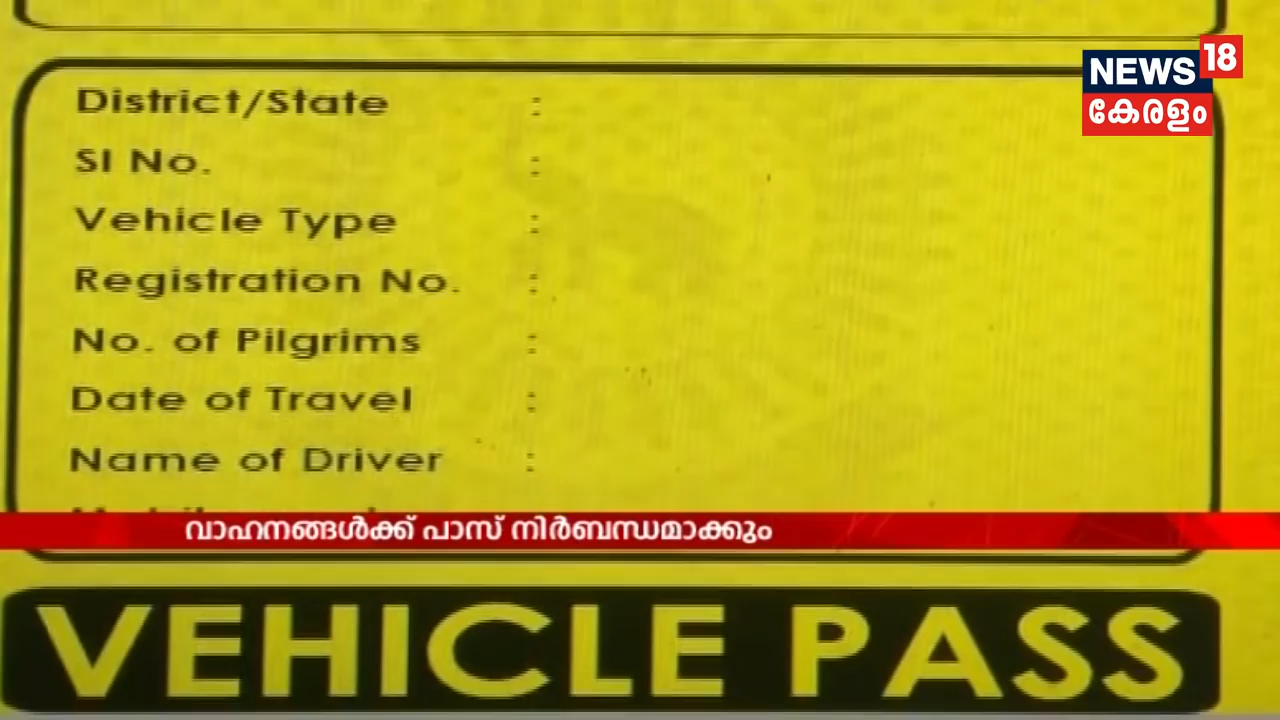 NEWS 18
കേരളം
District/State :
SI No. :
Vehicle Type :
Registration No. :
No. of Pilgrims :
Date of Travel :
Name of Driver :
വാഹനങ്ങൾക്ക് പാസ് നിർബന്ധമാക്കും
VEHICLE PASS